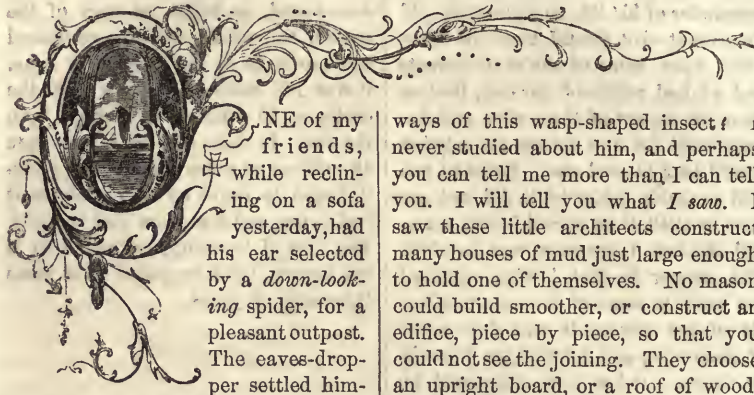 ONE of my
friends,
while reclin-
ing on a sofa
yesterday, had
his ear selected
by a down-look-
ing spider, for a
pleasant outpost.
The eaves-drop-
per settled him-
ways of this wasp-shaped insect?
never studied about him, and perhaps
you can tell me more than I can tell
you. I will tell you what I saw.
saw these little architects construct
many houses of mud just large enough
to hold one of themselves. No mason
could build smoother, or construct an
edifice, piece by piece, so that you
could not see the joining. They choose
an upright board, or a roof of wood,